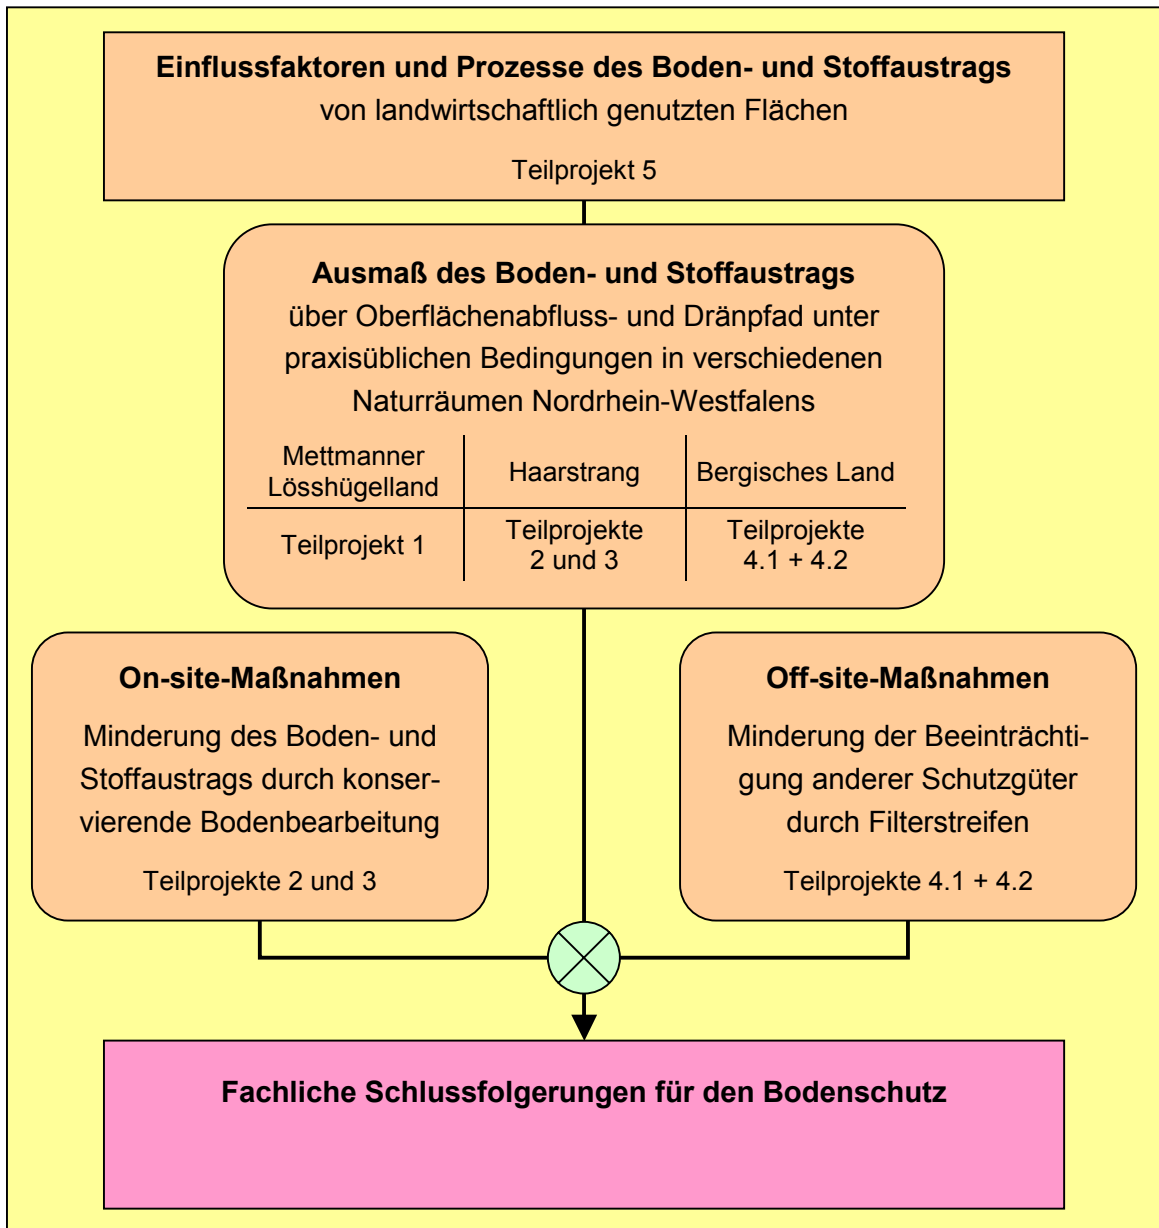 Einflussfaktoren und Prozesse des Boden- und Stoffaustrags
von landwirtschaftlich genutzten Flächen
Teilprojekt 5
Ausmaß des Boden- und Stoffaustrags
über Oberflächenabfluss- und Dränpfad unter
praxisüblichen Bedingungen in verschiedenen
Naturräumen Nordrhein-Westfalens
Mettmanner
Lösshügelland
Haarstrang
Bergisches Land
Teilprojekt 1
Teilprojekte
2 und 3
Teilprojekte
4.1 + 4.2
On-site-Maßnahmen
Minderung des Boden- und
Stoffaustrags durch konser-
vierende Bodenbearbeitung
Teilprojekte 2 und 3
Off-site-Maßnahmen
Minderung der Beeinträchti-
gung anderer Schutzgüter
durch Filterstreifen
Teilprojekte 4.1 + 4.2
Fachliche Schlussfolgerungen für den Bodenschutz